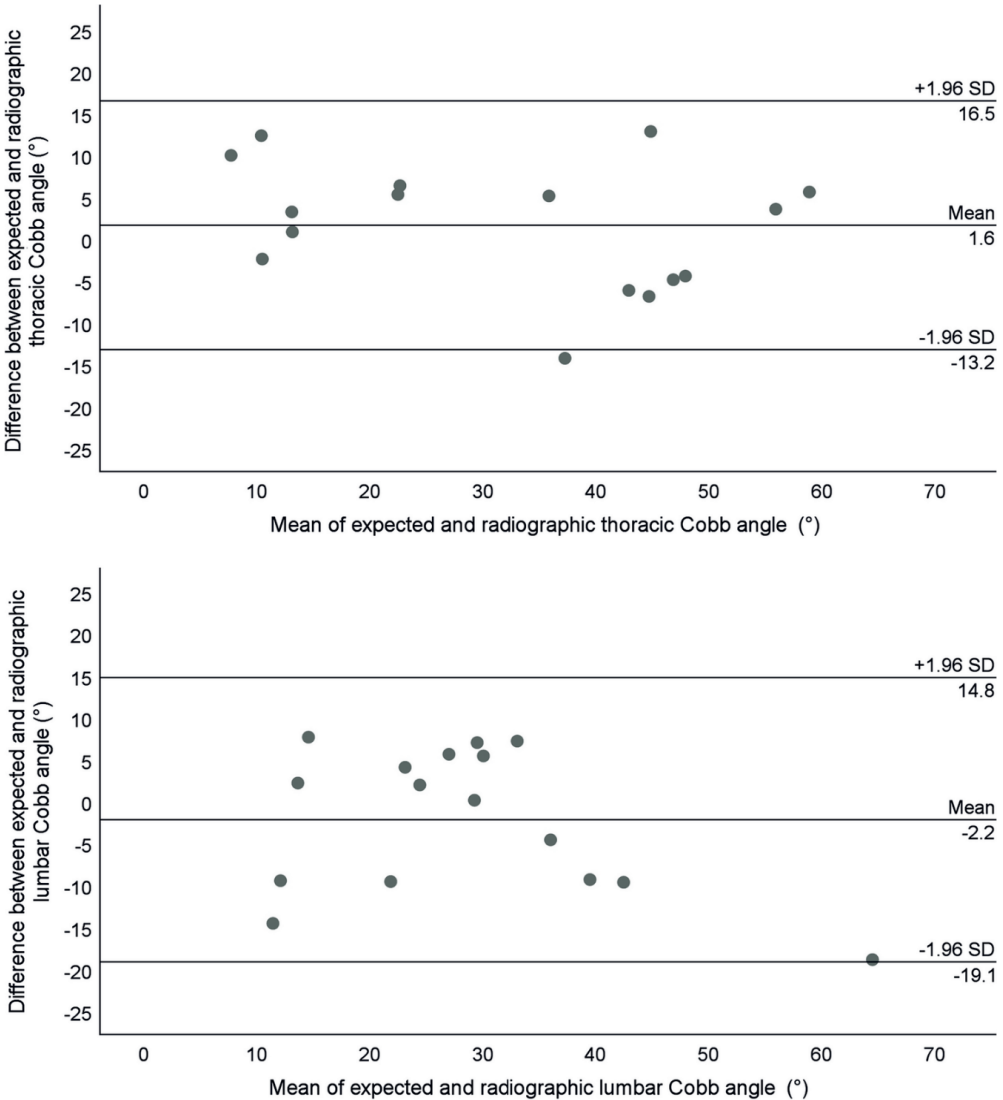 Difference between expected and radiographic
thoracic Cobb angle (°)
25
20
15
10
5
0
-5
-10
-15
-20
-25
+1.96 SD
16.5
Mean
1.6
-1.96 SD
-13.2
0 10 20 30 40 50 60 70
Mean of expected and radiographic thoracic Cobb angle (°)
Difference between expected and radiographic
lumbar Cobb angle (°)
25
20
15
10
5
0
-5
-10
-15
-20
-25
+1.96 SD
14.8
Mean
-2.2
-1.96 SD
-19.1
0 10 20 30 40 50 60 70
Mean of expected and radiographic lumbar Cobb angle (°)